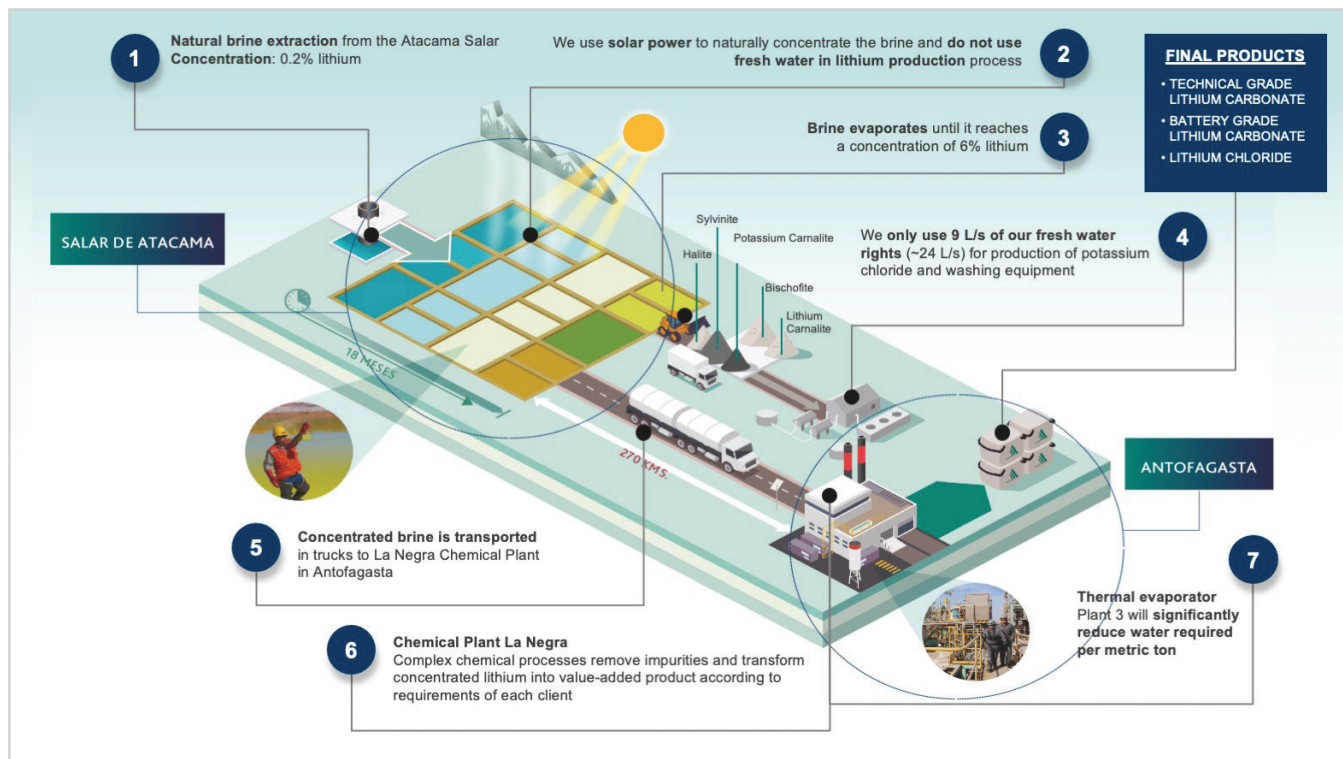 1
Natural brine extraction from the Atacama Salar
Concentration: 0.2% lithium
We use solar power to naturally concentrate the brine and do not use
fresh water in lithium production process
2
Brine evaporates until it reaches
a concentration of 6% lithium
3
FINAL PRODUCTS
• TECHNICAL GRADE
LITHIUM CARBONATE
• BATTERY GRADE
LITHIUM CARBONATE
• LITHIUM CHLORIDE
SALAR DE ATACAMA
Sylvinite
Potassium Carnalite
Halite
Bischofite
Lithium
Carnalite
We only use 9 L/s of our fresh water
rights (~24 L/s) for production of potassium
chloride and washing equipment
4
18 MESES
270 KMS.
ANTOFAGASTA
5
Concentrated brine is transported
in trucks to La Negra Chemical Plant
in Antofagasta
6
Chemical Plant La Negra
Complex chemical processes remove impurities and transform
concentrated lithium into value-added product according to
requirements of each client
7
Thermal evaporator
Plant 3 will significantly
reduce water required
per metric ton